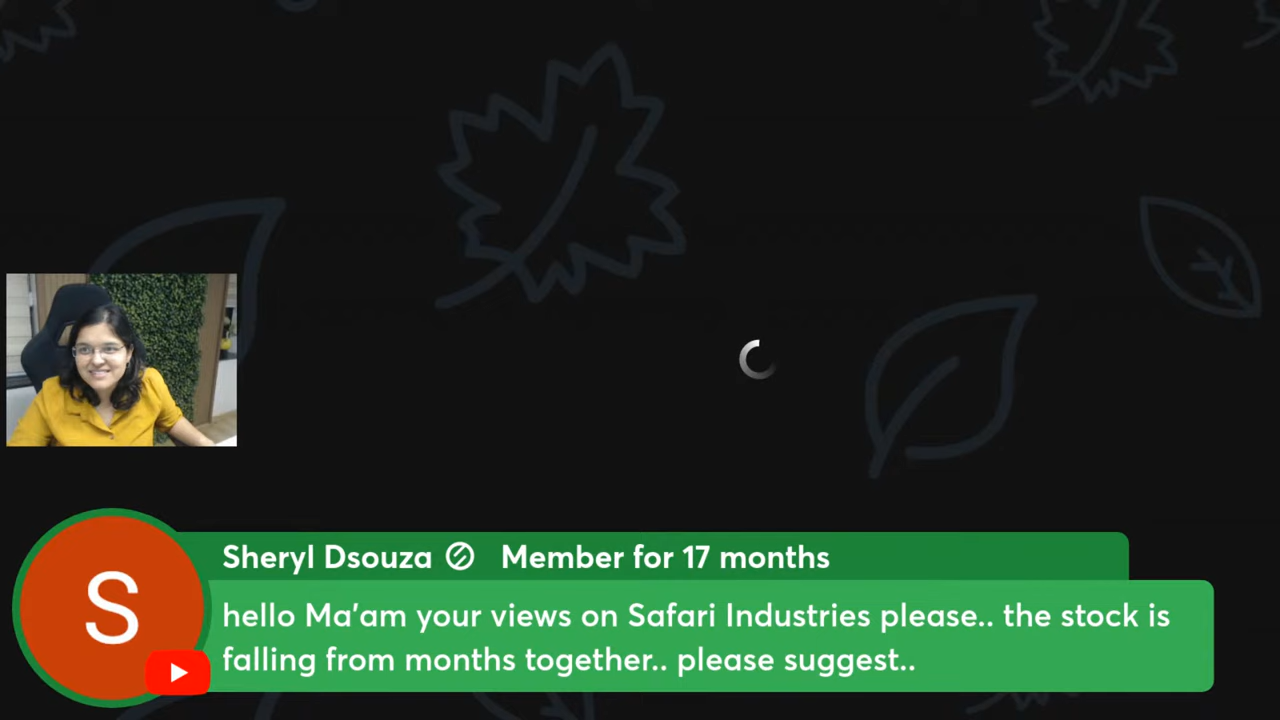 Sheryl Dsouza Member for 17 months
hello Ma'am your views on Safari Industries please.. the stock is
falling from months together.. please suggest..
S